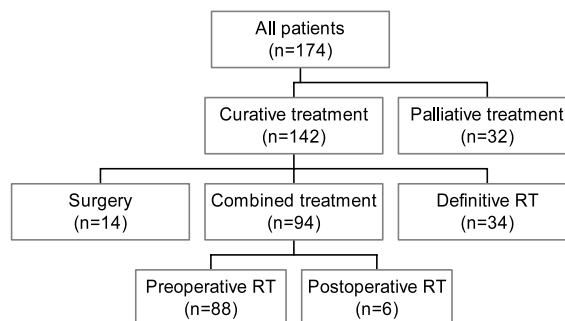 All patients
(n=174)
Curative treatment
(n=142)
Palliative treatment
(n=32)
Surgery
(n=14)
Combined treatment
(n=94)
Definitive RT
(n=34)
Preoperative RT
(n=88)
Postoperative RT
(n=6)